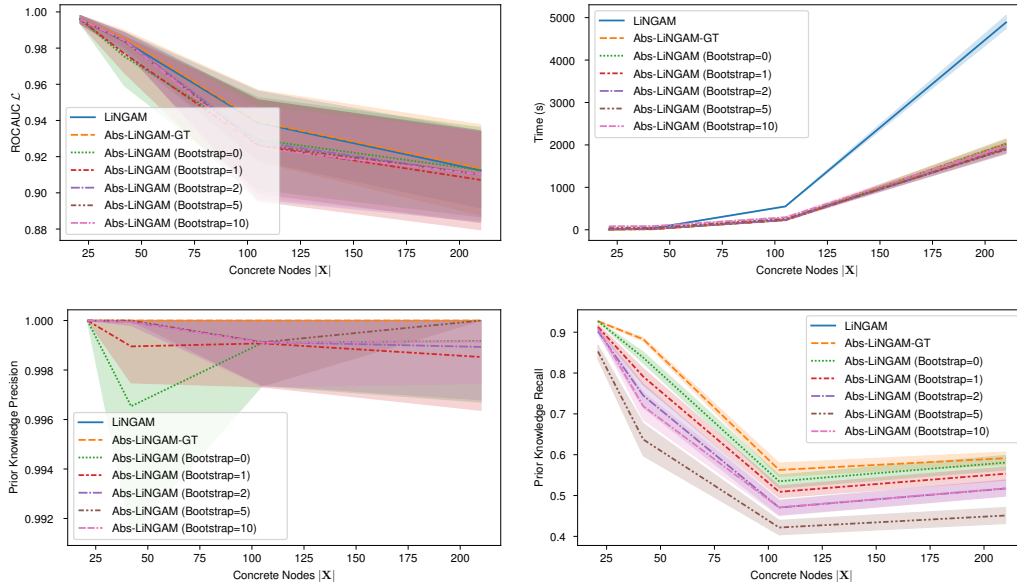 1.00
0.98
0.96
0.94
0.92
0.90
0.88
ROCAUC ℒ
LiNGAM
Abs-LiNGAM-GT
Abs-LiNGAM (Bootstrap=0)
Abs-LiNGAM (Bootstrap=1)
Abs-LiNGAM (Bootstrap=2)
Abs-LiNGAM (Bootstrap=5)
Abs-LiNGAM (Bootstrap=10)
25 50 75 100 125 150 175 200
Concrete Nodes |X|
5000
4000
3000
2000
1000
0
Time (s)
LiNGAM
Abs-LiNGAM-GT
Abs-LiNGAM (Bootstrap=0)
Abs-LiNGAM (Bootstrap=1)
Abs-LiNGAM (Bootstrap=2)
Abs-LiNGAM (Bootstrap=5)
Abs-LiNGAM (Bootstrap=10)
25 50 75 100 125 150 175 200
Concrete Nodes |X|
1.000
0.998
0.996
0.994
0.992
Prior Knowledge Precision
LiNGAM
Abs-LiNGAM-GT
Abs-LiNGAM (Bootstrap=0)
Abs-LiNGAM (Bootstrap=1)
Abs-LiNGAM (Bootstrap=2)
Abs-LiNGAM (Bootstrap=5)
Abs-LiNGAM (Bootstrap=10)
25 50 75 100 125 150 175 200
Concrete Nodes |X|
0.9
0.8
0.7
0.6
0.5
0.4
Prior Knowledge Recall
LiNGAM
Abs-LiNGAM-GT
Abs-LiNGAM (Bootstrap=0)
Abs-LiNGAM (Bootstrap=1)
Abs-LiNGAM (Bootstrap=2)
Abs-LiNGAM (Bootstrap=5)
Abs-LiNGAM (Bootstrap=10)
25 50 75 100 125 150 175 200
Concrete Nodes |X|